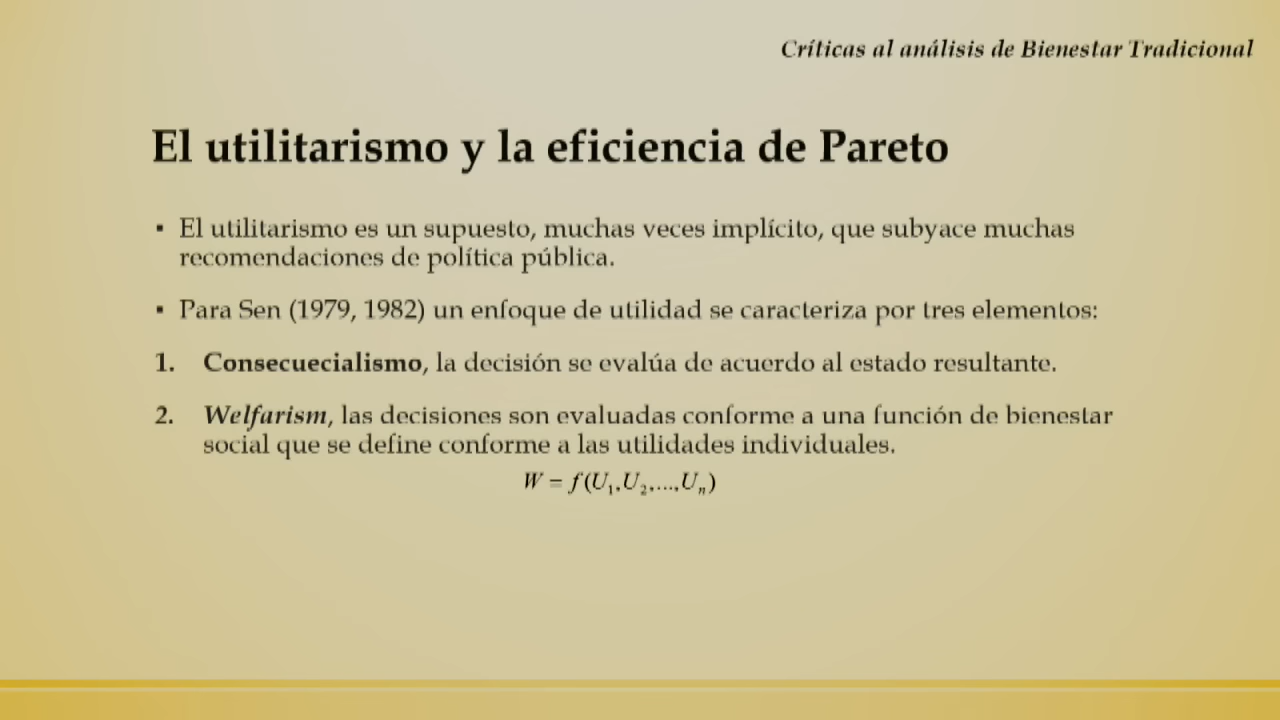 Críticas al análisis de Bienestar Tradicional
El utilitarismo y la eficiencia de Pareto
▪ El utilitarismo es un supuesto, muchas veces implícito, que subyace muchas
recomendaciones de política pública.
▪ Para Sen (1979, 1982) un enfoque de utilidad se caracteriza por tres elementos:
1. Consecuecialismo, la decisión se evalúa de acuerdo al estado resultante.
2. Welfarism, las decisiones son evaluadas conforme a una función de bienestar
social que se define conforme a las utilidades individuales.
W = f(U₁,U₂,...,Uₙ)